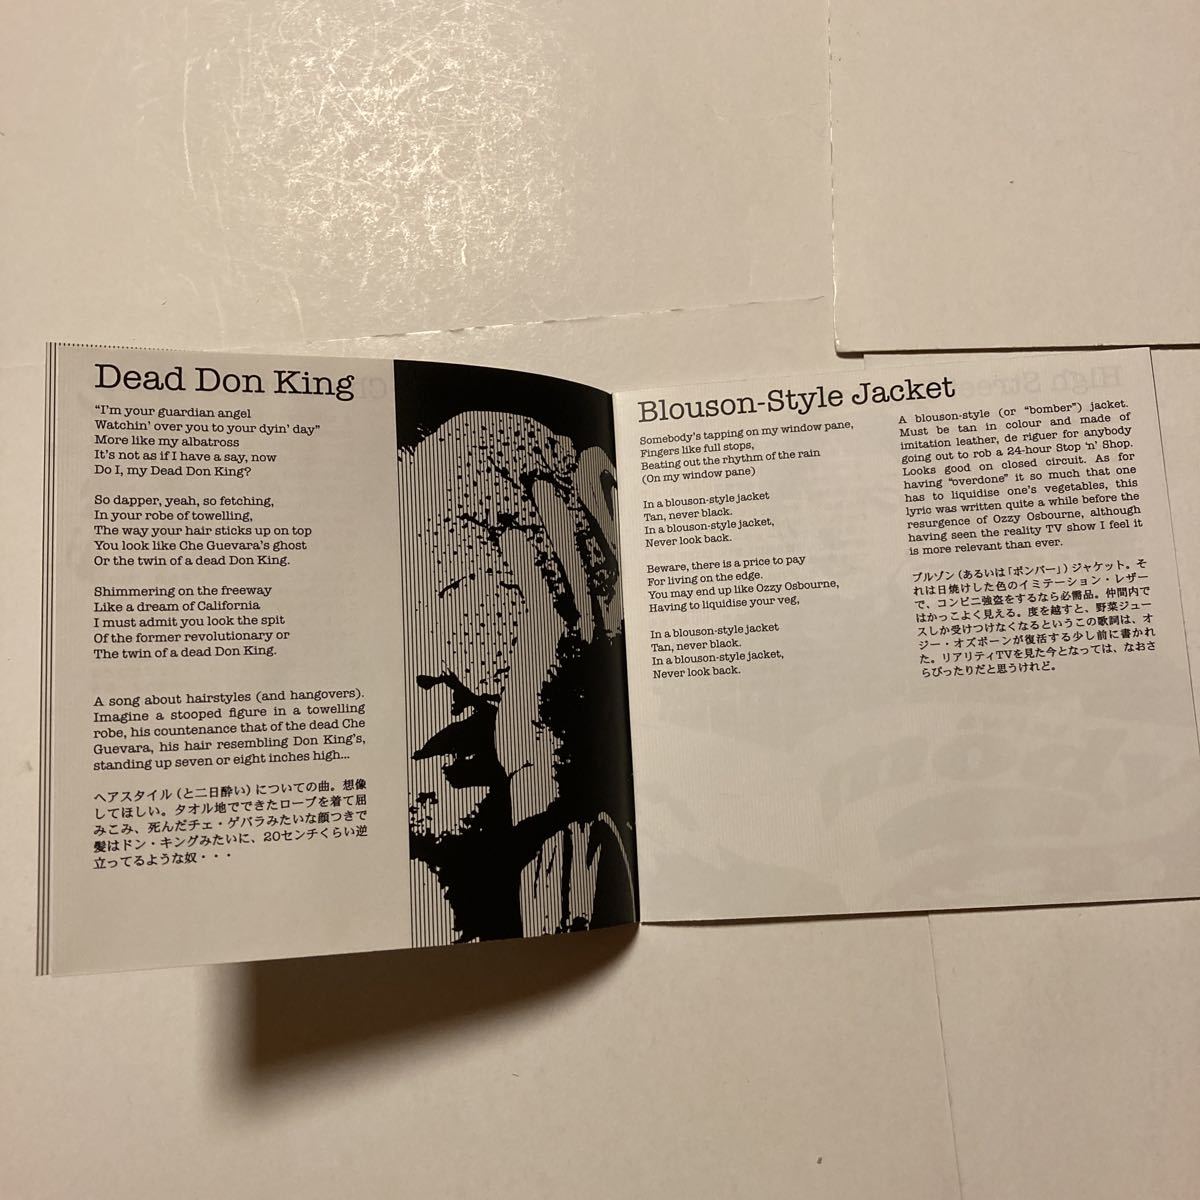 Dead Don King
“I'm your guardian angel
Watchin' over you to your dyin' day”
More like my albatross
It's not as if I have a say, now
Do I, my Dead Don King?
So dapper, yeah, so fetching,
In your robe of towelling,
The way your hair sticks up on top
You look like Che Guevara's ghost
Or the twin of a dead Don King.
Shimmering on the freeway
Like a dream of California
I must admit you look the spit
Of the former revolutionary or
The twin of a dead Don King.
A song about hairstyles (and hangovers).
Imagine a stooped figure in a towelling
robe, his countenance that of the dead Che
Guevara, his hair resembling Don King's,
standing up seven or eight inches high...
ヘアスタイル（と二日酔い）についての曲。想像
してほしい。タオル地でできたローブを着て屈
みこみ、死んだチェ・ゲバラみたいな顔つきで
髪はドン・キングみたいに、20センチくらい逆
立ってるような奴・・・
Blouson-Style Jacket
Somebody's tapping on my window pane,
Fingers like full stops,
Beating out the rhythm of the rain
(On my window pane)
In a blouson-style jacket
Tan, never black.
In a blouson-style jacket,
Never look back.
Beware, there is a price to pay
For living on the edge.
You may end up like Ozzy Osbourne,
Having to liquidise your veg,
In a blouson-style jacket
Tan, never black.
In a blouson-style jacket,
Never look back.
A blouson-style (or “bomber”) jacket.
Must be tan in colour and made of
imitation leather, de riguer for anybody
going out to rob a 24-hour Stop 'n' Shop.
Looks good on closed circuit. As for
having “overdone” it so much that one
has to liquidise one's vegetables, this
lyric was written quite a while before the
resurgence of Ozzy Osbourne, although
having seen the reality TV show I feel it
is more relevant than ever.
ブルゾン（あるいは「ボンバー」）ジャケット。そ
れは日焼けした色のイミテーション・レザー
で、コンビニ強盗をするなら必需品。仲間内で
はかっこよく見える。度を越すと、野菜ジュー
スしか受けつけなくなるというこの歌詞は、オ
ジー・オズボーンが復活する少し前に書かれ
た。リアリティTVを見た今となっては、なおさ
らぴったりだと思うけれど。
High Stree